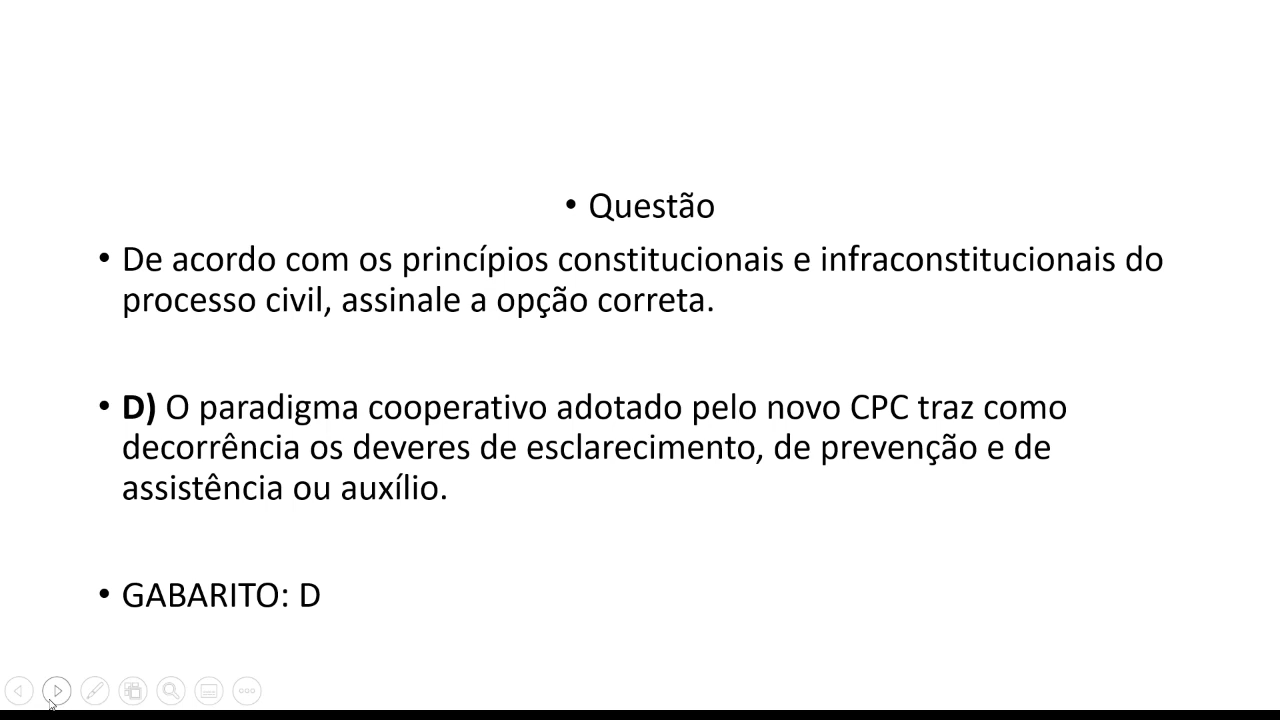 • Questão
• De acordo com os princípios constitucionais e infraconstitucionais do
processo civil, assinale a opção correta.
• D) O paradigma cooperativo adotado pelo novo CPC traz como
decorrência os deveres de esclarecimento, de prevenção e de
assistência ou auxílio.
• GABARITO: D